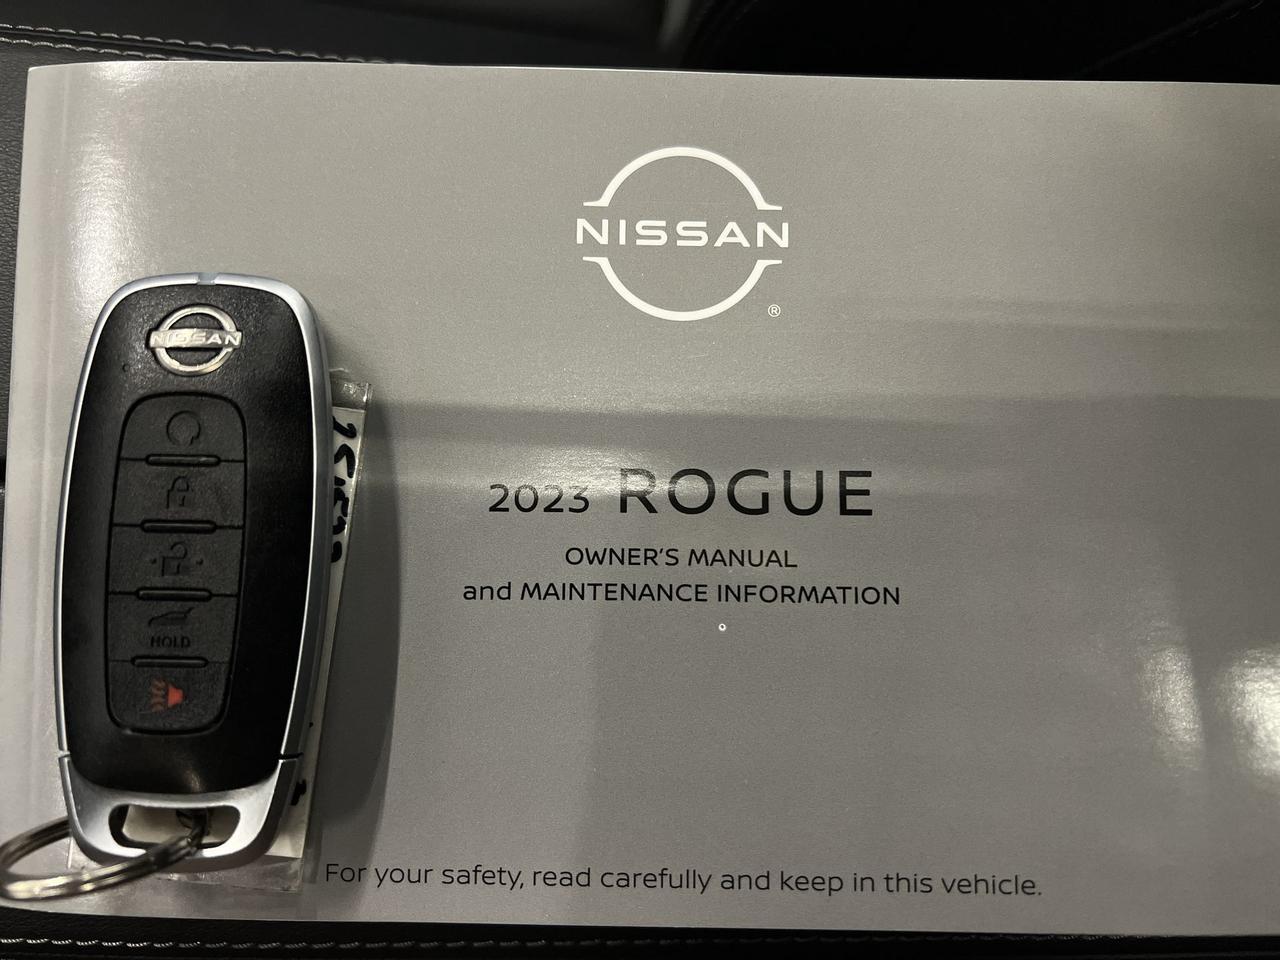 NISSAN
®
NISSAN
HOLD
2023 ROGUE
OWNER'S MANUAL
and MAINTENANCE INFORMATION
For your safety, read carefully and keep in this vehicle.